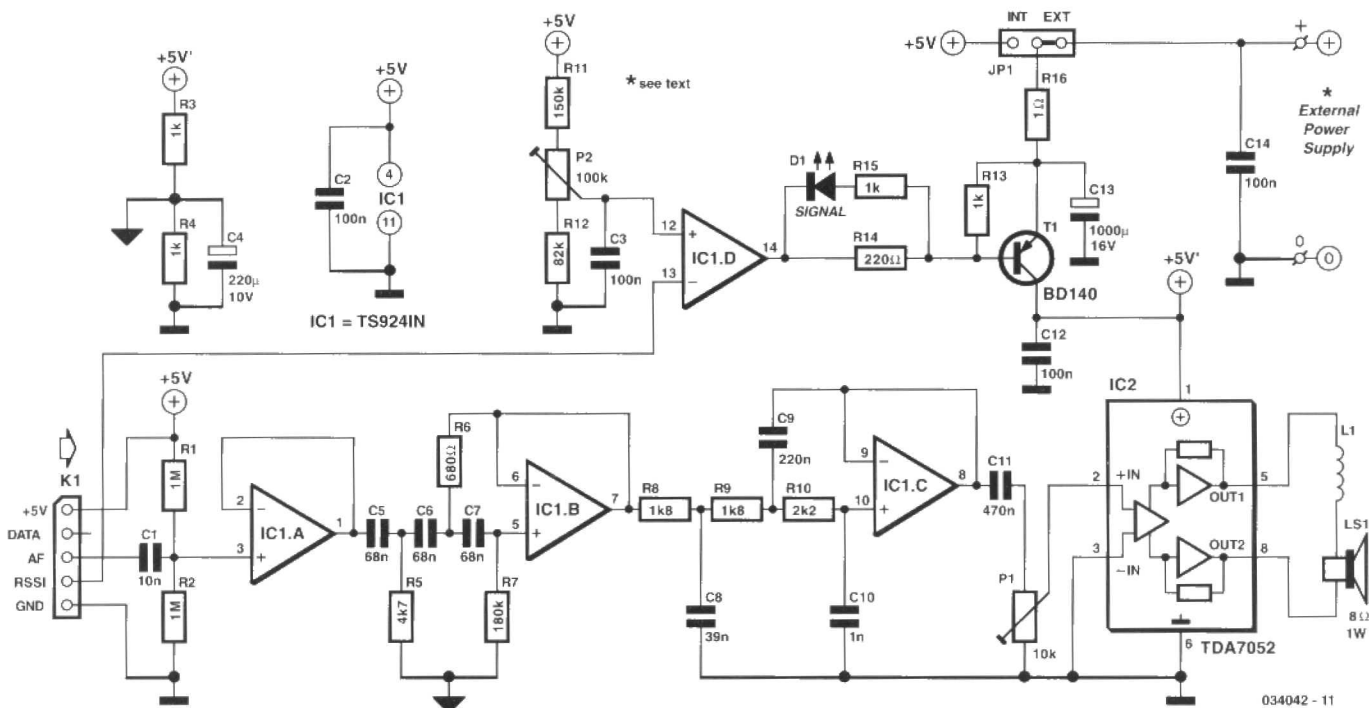 +5V'
R3
1k
R4
1k
C4
220µ
10V
+5V
C2
100n
4
IC1
11
IC1 = TS924IN
+5V
R11
150k
P2
100k
R12
82k
C3
100n
* see text
12
+
13
−
IC1.D
14
D1
SIGNAL
R15
1k
R14
220Ω
+5V
INT
EXT
JP1
R16
1Ω
R13
1k
C13
1000µ
16V
T1
BD140
+5V'
C12
100n
C14
100n
+
+
*
External
Power
Supply
0
0
K1
+5V
DATA
AF
RSSI
GND
C1
10n
+5V
R1
1M
R2
1M
2
−
3
+
IC1.A
1
C5
68n
C6
68n
C7
68n
R5
4k7
R6
680Ω
R7
180k
6
−
5
+
IC1.B
7
R8
1k8
R9
1k8
R10
2k2
C8
39n
C9
220n
C10
1n
9
−
10
+
IC1.C
8
C11
470n
P1
10k
IC2
1
+
2
+IN
3
−IN
OUT1
5
OUT2
8
6
TDA7052
L1
LS1
8Ω
1W
034042 - 11